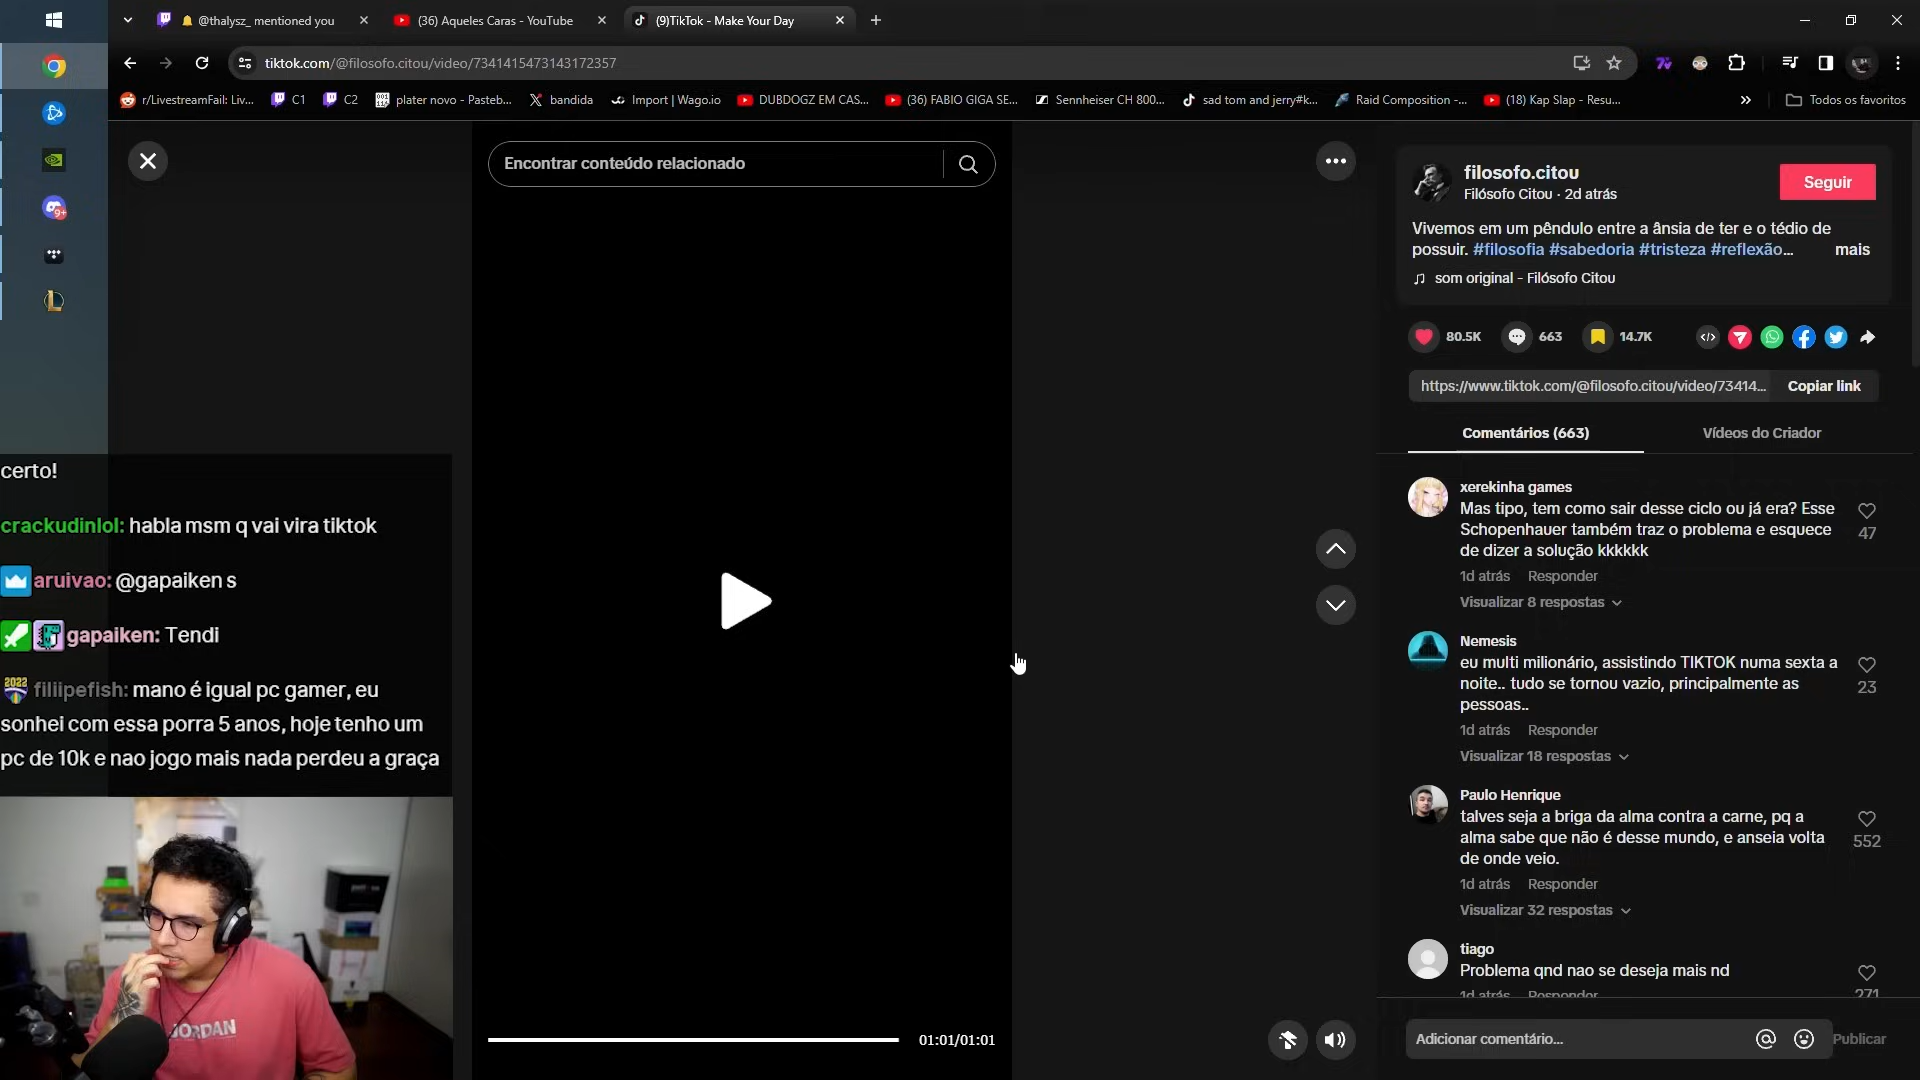 @thalysz_ mentioned you
(36) Aqueles Caras - YouTube
(9)TikTok - Make Your Day
tiktok.com/@filosofo.citou/video/7341415473143172357
r/LivestreamFail: Liv...
C1
C2
plater novo - Pasteb...
bandida
Import | Wago.io
DUBDOGZ EM CAS...
(36) FABIO GIGA SE...
Sennheiser CH 800...
sad tom and jerry#k...
Raid Composition -...
(18) Kap Slap - Resu...
»
Todos os favoritos
9+
certo!
crackudinlol: habla msm q vai vira tiktok
aruivao: @gapaiken s
gapaiken: Tendi
2022
filiipefish: mano é igual pc gamer, eu
sonhei com essa porra 5 anos, hoje tenho um
pc de 10k e nao jogo mais nada perdeu a graça
JORDAN
Encontrar conteúdo relacionado
01:01/01:01
filosofo.citou
Filósofo Citou · 2d atrás
Seguir
Vivemos em um pêndulo entre a ânsia de ter e o tédio de
possuir. #filosofia #sabedoria #tristeza #reflexão...
mais
som original - Filósofo Citou
80.5K
663
14.7K
https://www.tiktok.com/@filosofo.citou/video/73414...
Copiar link
Comentários (663)
Vídeos do Criador
xerekinha games
Mas tipo, tem como sair desse ciclo ou já era? Esse
Schopenhauer também traz o problema e esquece
de dizer a solução kkkkkk
47
1d atrás Responder
Visualizar 8 respostas
Nemesis
eu multi milionário, assistindo TIKTOK numa sexta a
noite.. tudo se tornou vazio, principalmente as
pessoas..
23
1d atrás Responder
Visualizar 18 respostas
Paulo Henrique
talves seja a briga da alma contra a carne, pq a
alma sabe que não é desse mundo, e anseia volta
de onde veio.
552
1d atrás Responder
Visualizar 32 respostas
tiago
Problema qnd nao se deseja mais nd
271
1d atrás Responder
Adicionar comentário...
Publicar